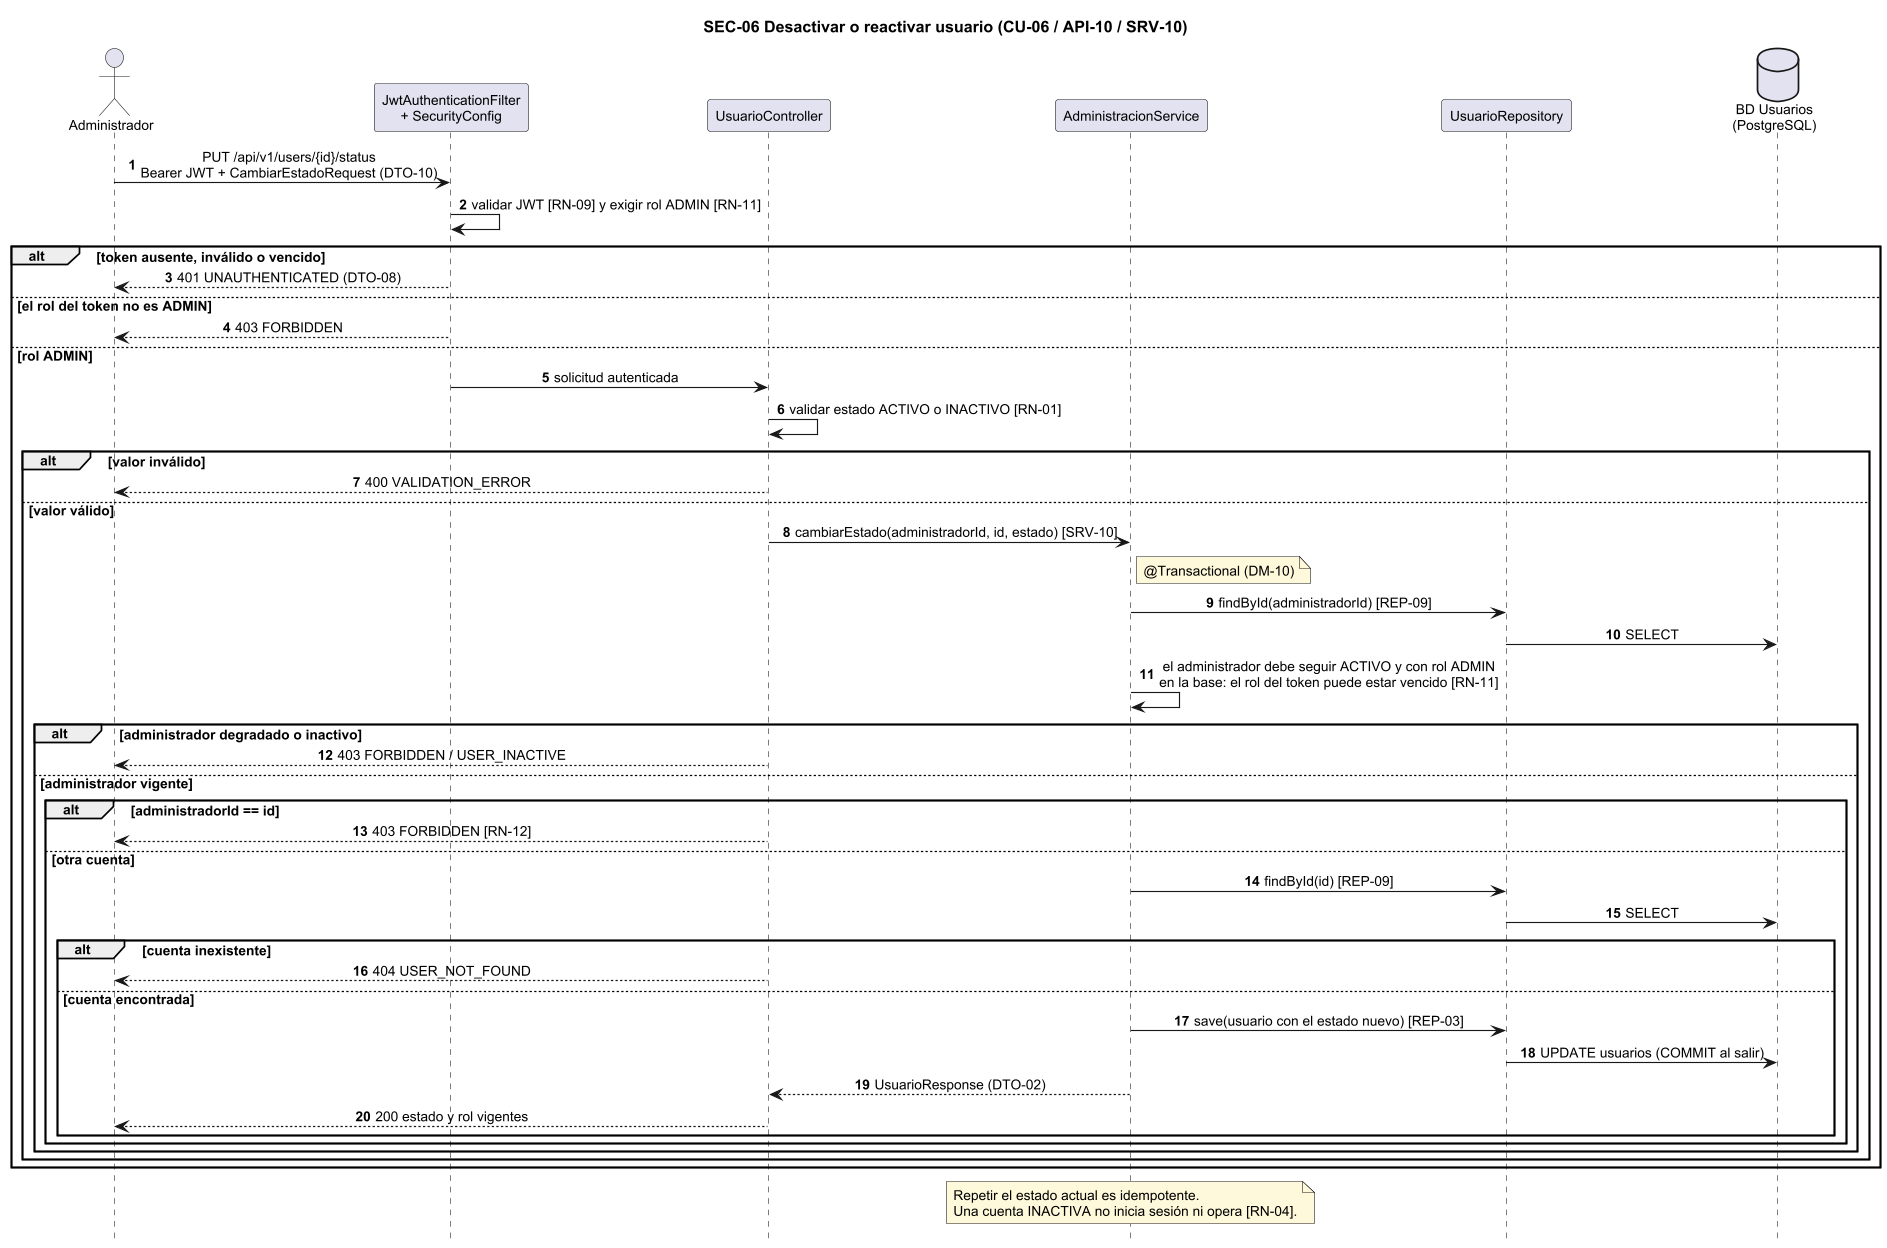 SEC-06 Desactivar o reactivar usuario (CU-06 / API-10 / SRV-10)
Administrador
JwtAuthenticationFilter
+ SecurityConfig
UsuarioController
AdministracionService
UsuarioRepository
BD Usuarios
(PostgreSQL)
1 PUT /api/v1/users/{id}/status
Bearer JWT + CambiarEstadoRequest (DTO-10)
2 validar JWT [RN-09] y exigir rol ADMIN [RN-11]
alt [token ausente, inválido o vencido]
3 401 UNAUTHENTICATED (DTO-08)
[el rol del token no es ADMIN]
4 403 FORBIDDEN
[rol ADMIN]
5 solicitud autenticada
6 validar estado ACTIVO o INACTIVO [RN-01]
alt [valor inválido]
7 400 VALIDATION_ERROR
[valor válido]
8 cambiarEstado(administradorId, id, estado) [SRV-10]
@Transactional (DM-10)
9 findById(administradorId) [REP-09]
10 SELECT
11 el administrador debe seguir ACTIVO y con rol ADMIN
en la base: el rol del token puede estar vencido [RN-11]
alt [administrador degradado o inactivo]
12 403 FORBIDDEN / USER_INACTIVE
[administrador vigente]
alt [administradorId == id]
13 403 FORBIDDEN [RN-12]
[otra cuenta]
14 findById(id) [REP-09]
15 SELECT
alt [cuenta inexistente]
16 404 USER_NOT_FOUND
[cuenta encontrada]
17 save(usuario con el estado nuevo) [REP-03]
18 UPDATE usuarios (COMMIT al salir)
19 UsuarioResponse (DTO-02)
20 200 estado y rol vigentes
Repetir el estado actual es idempotente.
Una cuenta INACTIVA no inicia sesión ni opera [RN-04].